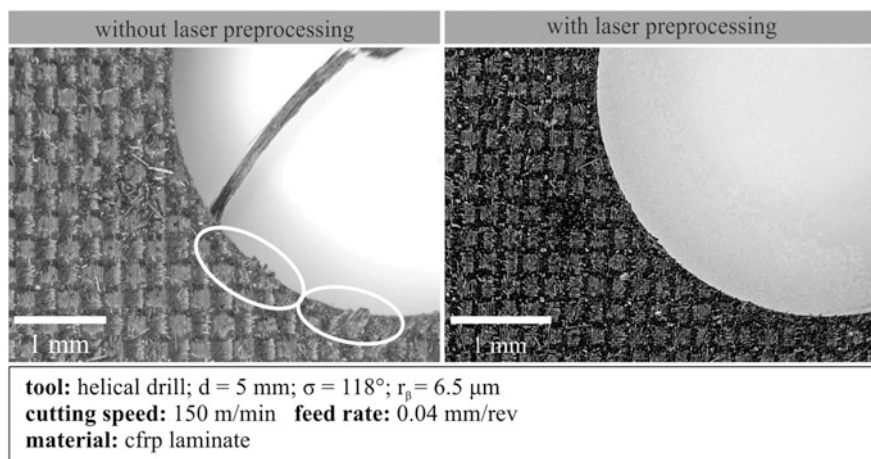 without laser preprocessing
with laser preprocessing
1 mm
1 mm
tool: helical drill; d = 5 mm; σ = 118°; rᵦ = 6.5 μm
cutting speed: 150 m/min feed rate: 0.04 mm/rev
material: cfrp laminate